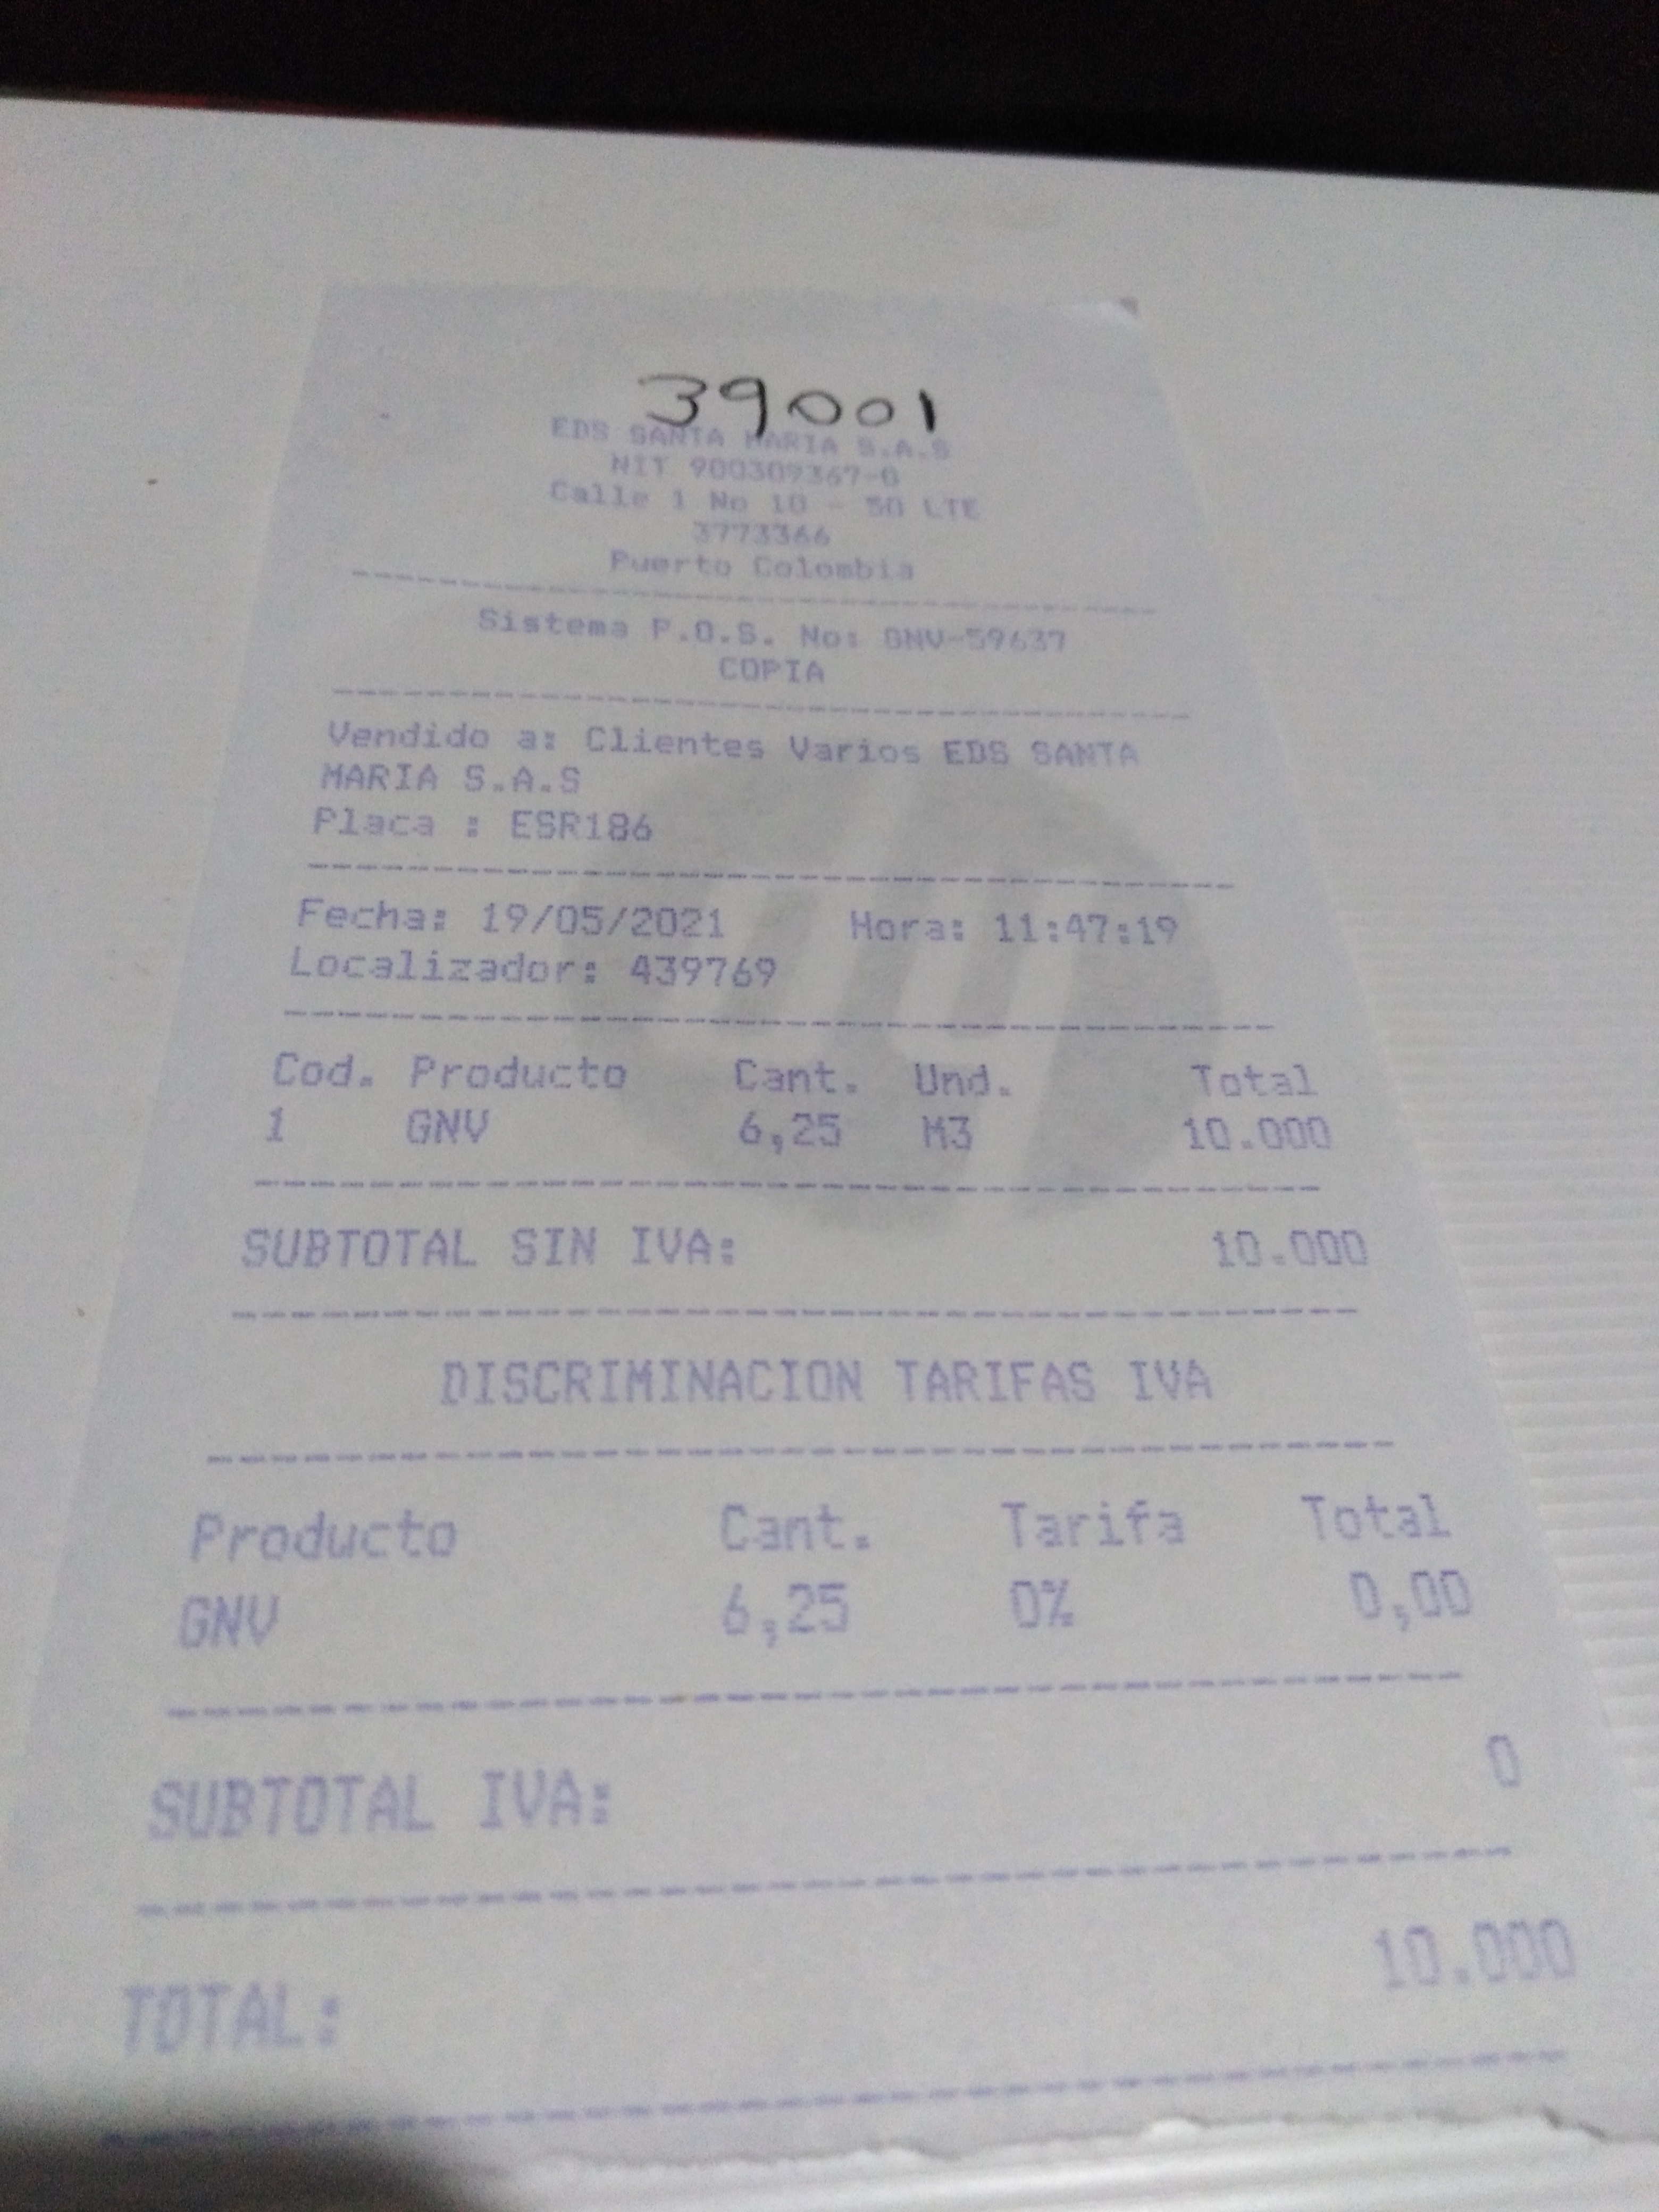 39001
EDS SANTA MARIA S.A.S
NIT 900309367-0
Calle 1 No 10 - 50 LTE
3773366
Puerto Colombia
Sistema P.O.S. No: GNV-59637
COPIA
Vendido a: Clientes Varios EDS SANTA
MARIA S.A.S
Placa : ESR186
Fecha: 19/05/2021 Hora: 11:47:19
Localizador: 439769
Cod. Producto Cant. Und. Total
1 GNV 6,25 M3 10.000
SUBTOTAL SIN IVA: 10.000
DISCRIMINACION TARIFAS IVA
Producto Cant. Tarifa Total
GNV 6,25 0% 0,00
SUBTOTAL IVA: 0
TOTAL: 10.000